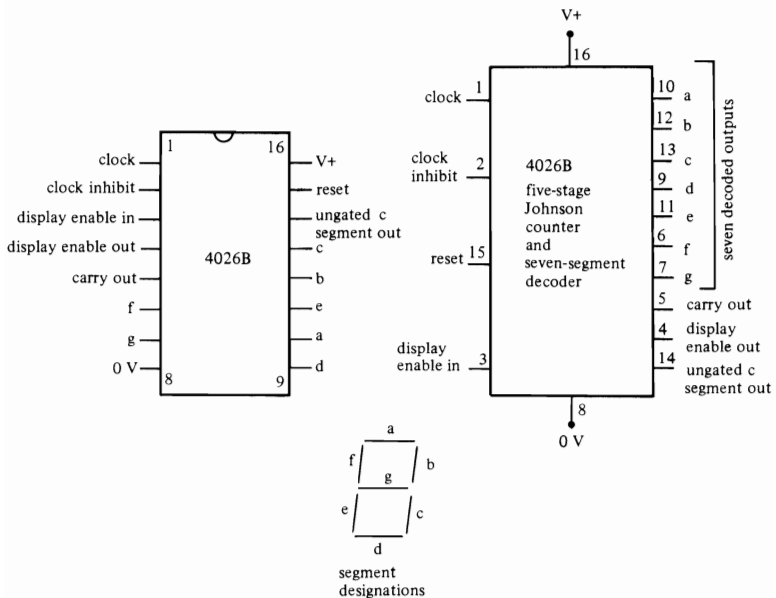 1
16
clock
V+
clock inhibit
reset
display enable in
ungated c
segment out
display enable out
c
4026B
carry out
b
f
e
g
a
0 V
d
8
9
V+
16
clock
1
clock
inhibit
2
reset
15
display
enable in
3
4026B
five-stage
Johnson
counter
and
seven-segment
decoder
10
a
12
b
13
c
9
d
11
e
6
f
7
g
seven decoded outputs
5
carry out
4
display
enable out
14
ungated c
segment out
8
0 V
a
f
b
g
e
c
d
segment
designations